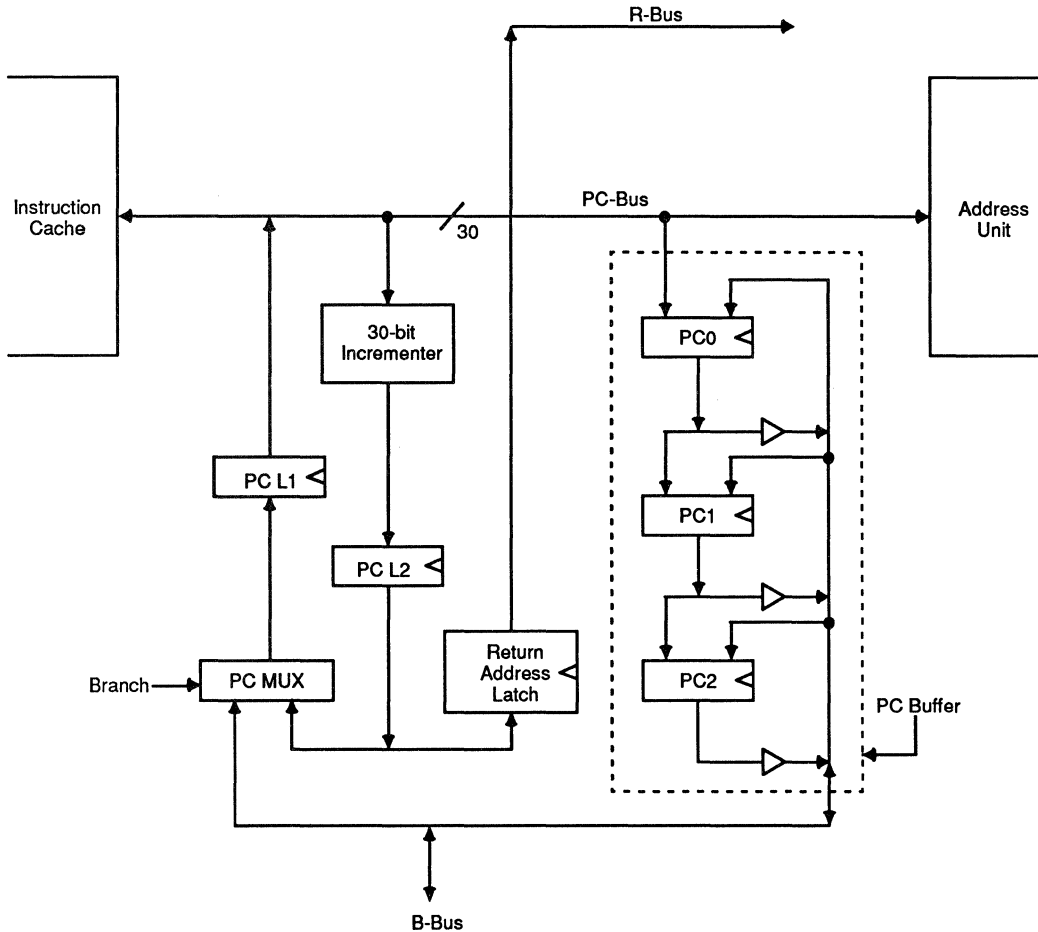 R-Bus
PC-Bus
30
Instruction
Cache
Address
Unit
30-bit
Incrementer
PC0
PC L1
PC1
PC L2
Return
Address
Latch
Branch
PC MUX
PC2
PC Buffer
B-Bus